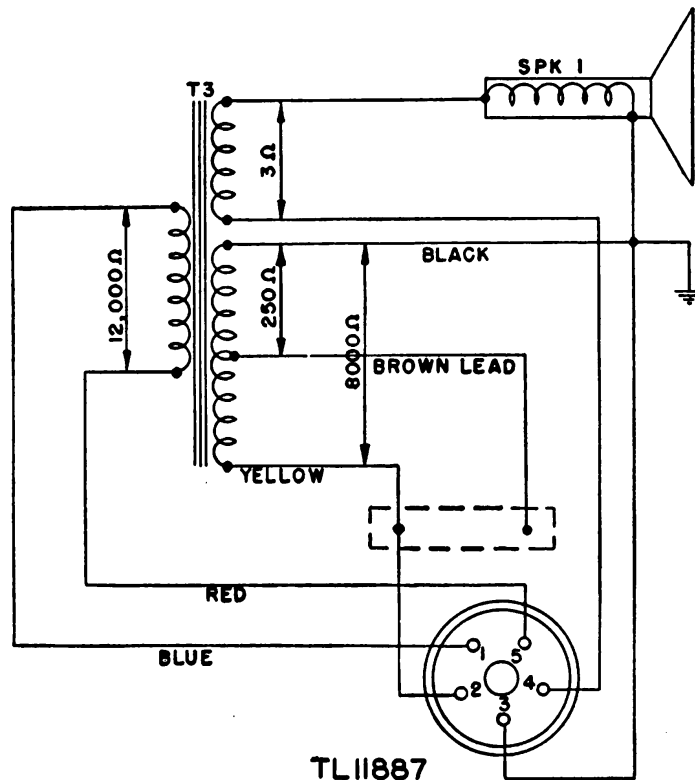 SPK 1
T3
3Ω
12,000Ω
BLACK
250Ω
8000Ω
BROWN LEAD
YELLOW
RED
BLUE
1
5
2
4
3
TL11887